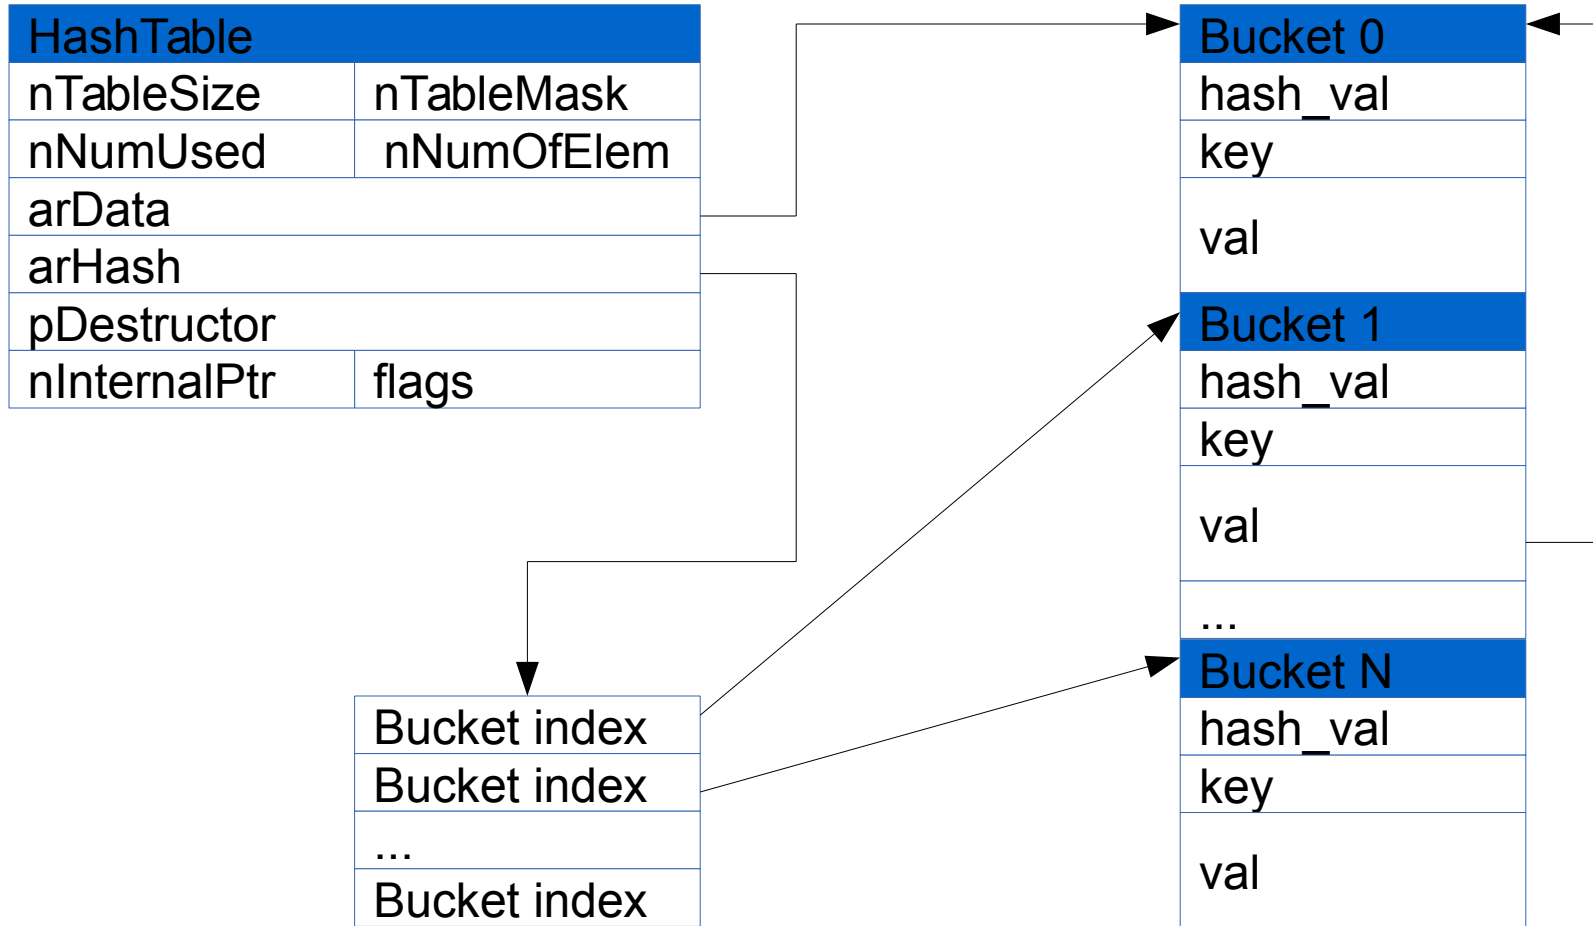 HashTable
nTableSize nTableMask
nNumUsed nNumOfElem
arData
arHash
pDestructor
nInternalPtr flags
Bucket index
Bucket index
...
Bucket index
Bucket 0
hash_val
key
val
Bucket 1
hash_val
key
val
...
Bucket N
hash_val
key
val